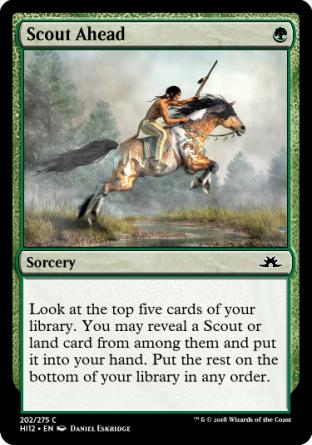 Scout Ahead
Sorcery
Look at the top five cards of your
library. You may reveal a Scout or
land card from among them and put
it into your hand. Put the rest on the
bottom of your library in any order.
202/275 C
HI12 • EN DANIEL ESKRIDGE
™ & © 2018 Wizards of the Coast